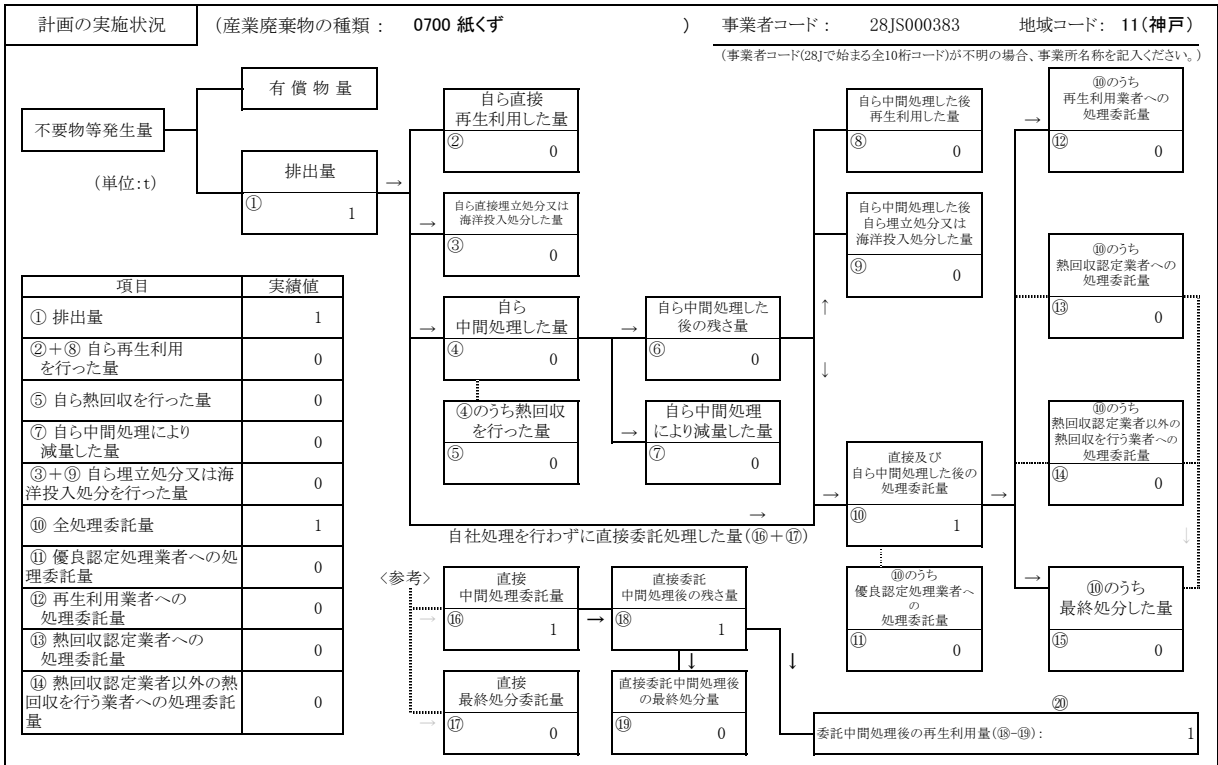 計画の実施状況
(産業廃棄物の種類： 0700 紙くず )
事業者コード： 28JS000383 地域コード： 11(神戸)
(事業者コード(28Jで始まる全10桁コード)が不明の場合、事業所名称を記入ください。)
不要物等発生量
(単位:t)
有 償 物 量
排出量
→
① 1
自ら直接
再生利用した量
② 0
→
自ら直接埋立処分又は
海洋投入処分した量
③ 0
→
自ら
中間処理した量
④ 0
④のうち熱回収
を行った量
⑤ 0
→
自ら中間処理した
後の残さ量
⑥ 0
→
自ら中間処理
により減量した量
⑦ 0
自ら中間処理した後
再生利用した量
⑧ 0
自ら中間処理した後
自ら埋立処分又は
海洋投入処分した量
⑨ 0
↑
↓
→
直接及び
自ら中間処理した後の
処理委託量
⑩ 1
→
⑩のうち
優良認定処理業者へ
の
処理委託量
⑪ 0
→
⑩のうち
再生利用業者への
処理委託量
⑫ 0
⑩のうち
熱回収認定業者への
処理委託量
⑬ 0
⑩のうち
熱回収認定業者以外の
熱回収を行う業者への
処理委託量
⑭ 0
↓
→
⑩のうち
最終処分した量
⑮ 0
項目 実績値
① 排出量 1
②＋⑧ 自ら再生利用
を行った量 0
⑤ 自ら熱回収を行った量 0
⑦ 自ら中間処理により
減量した量 0
③＋⑨ 自ら埋立処分又は海
洋投入処分を行った量 0
⑩ 全処理委託量 1
⑪ 優良認定処理業者への処
理委託量 0
⑫ 再生利用業者への
処理委託量 0
⑬ 熱回収認定業者への
処理委託量 0
⑭ 熱回収認定業者以外の熱
回収を行う業者への処理委託
量 0
→
自社処理を行わずに直接委託処理した量(⑯＋⑰)
〈参考〉
→
直接
中間処理委託量
⑯ 1
→
直接委託
中間処理後の残さ量
⑱ 1
↓
↓
→
直接
最終処分委託量
⑰ 0
直接委託中間処理後
の最終処分量
⑲ 0
⑳
委託中間処理後の再生利用量(⑱-⑲)： 1